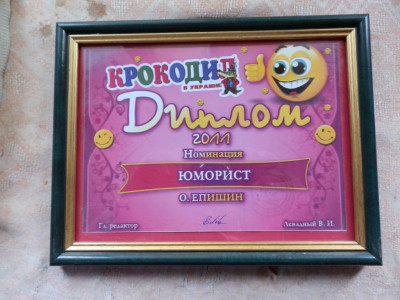 КРОКОДИЛ
В УКРАИНЕ
Диплом
2011
Номинация
ЮМОРИСТ
О. ЕПИШИН
Гл. редактор
Левадный В. И.